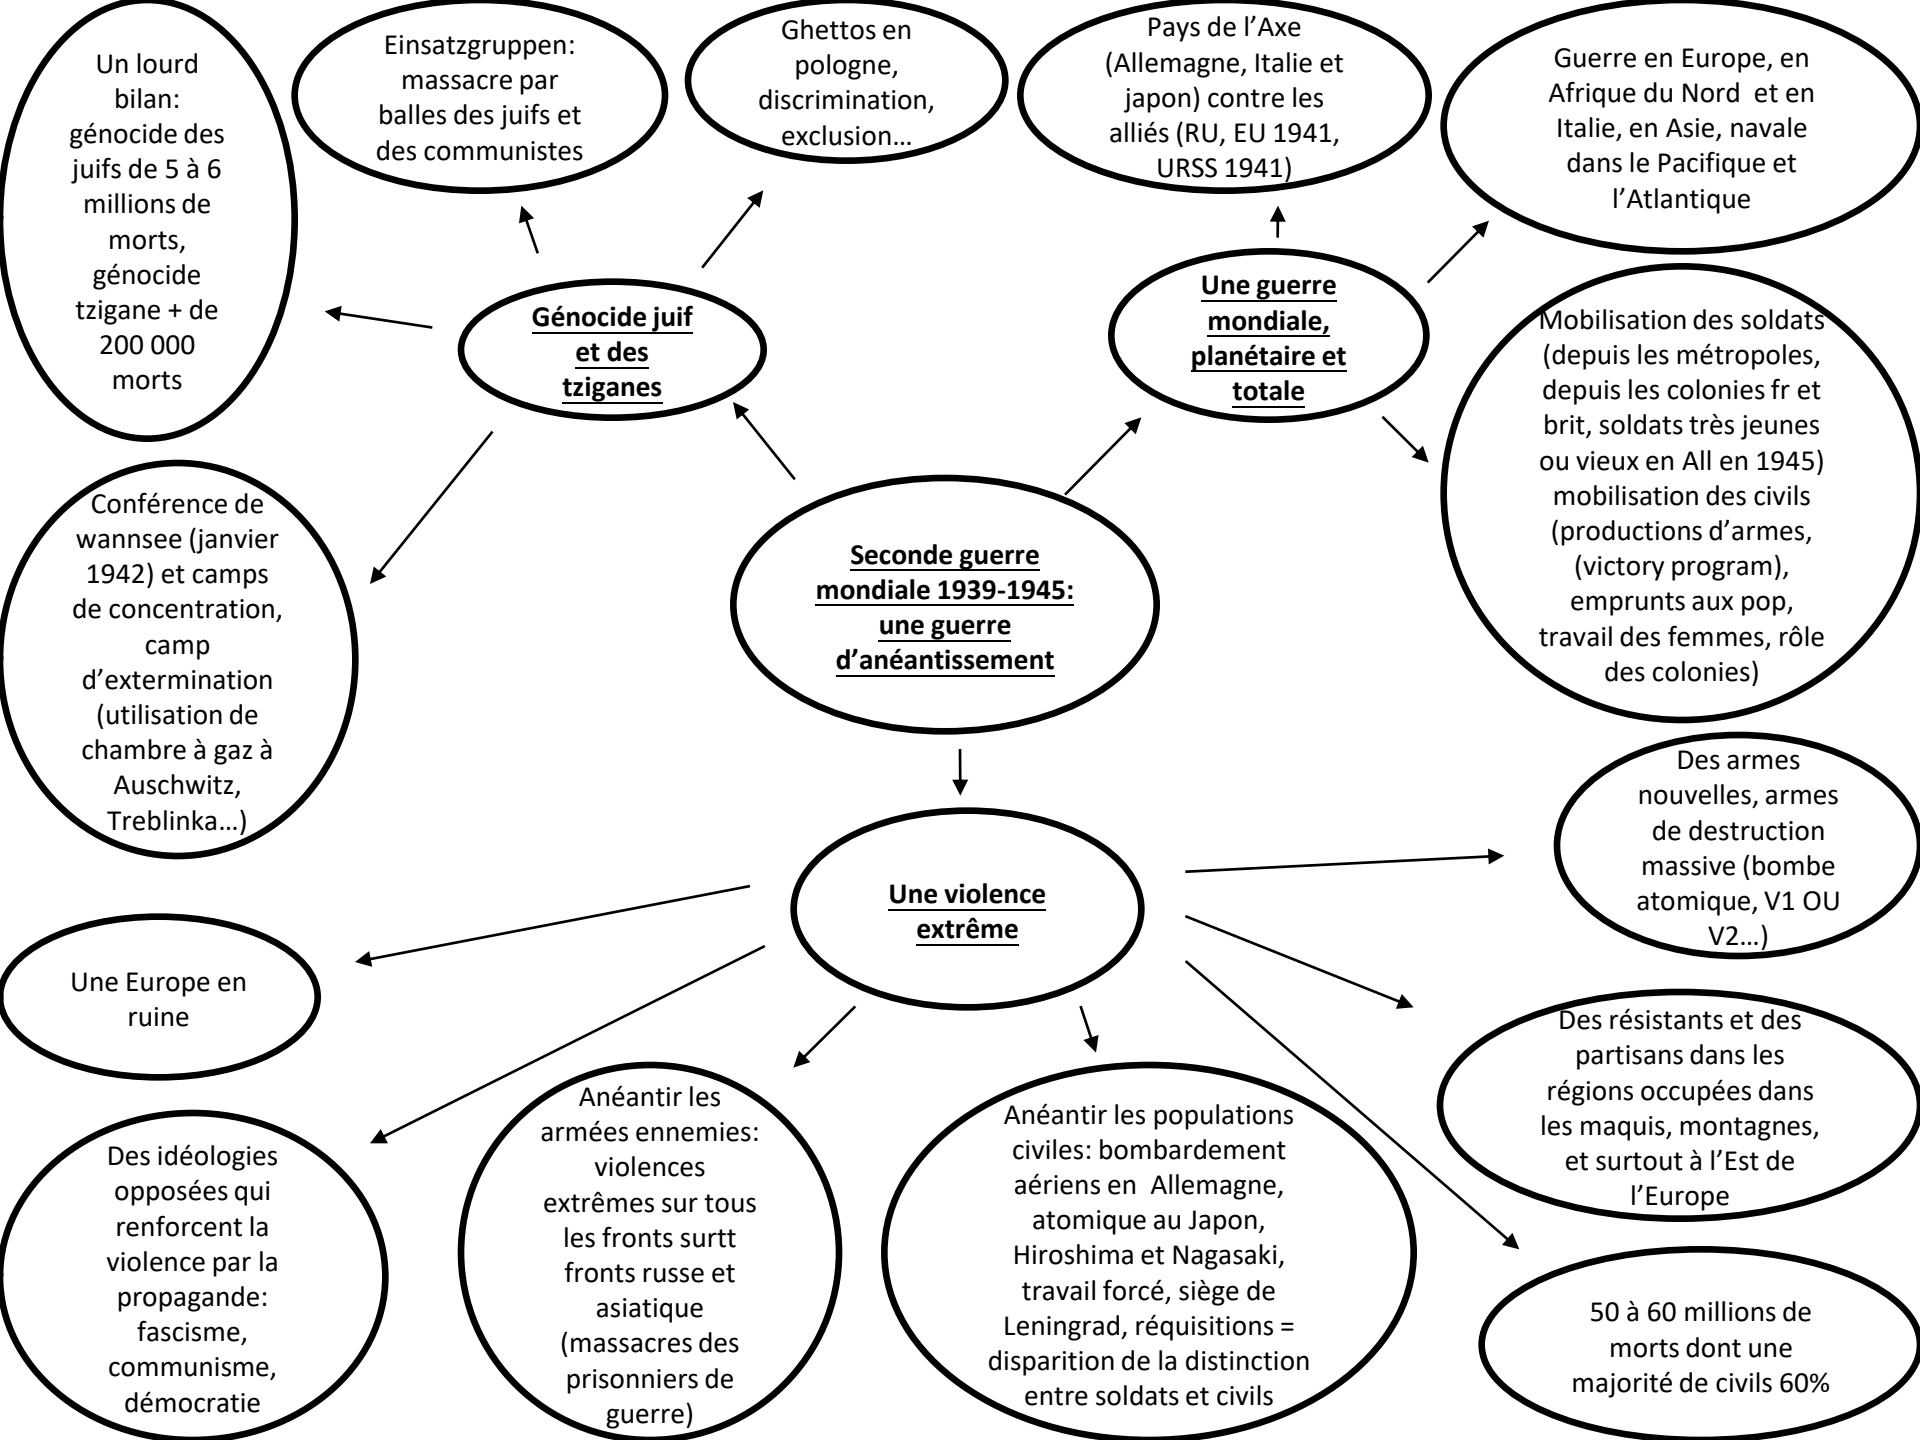 Un lourd
bilan:
génocide des
juifs de 5 à 6
millions de
morts,
génocide
tzigane + de
200 000
morts
Einsatzgruppen:
massacre par
balles des juifs et
des communistes
Ghettos en
pologne,
discrimination,
exclusion…
Pays de l’Axe
(Allemagne, Italie et
japon) contre les
alliés (RU, EU 1941,
URSS 1941)
Guerre en Europe, en
Afrique du Nord  et en
Italie, en Asie, navale
dans le Pacifique et
l’Atlantique
Génocide juif
et des
tziganes
Une guerre
mondiale,
planétaire et
totale
Mobilisation des soldats
(depuis les métropoles,
depuis les colonies fr et
brit, soldats très jeunes
ou vieux en All en 1945)
mobilisation des civils
(productions d’armes,
(victory program),
emprunts aux pop,
travail des femmes, rôle
des colonies)
Conférence de
wannsee (janvier
1942) et camps
de concentration,
camp
d’extermination
(utilisation de
chambre à gaz à
Auschwitz,
Treblinka…)
Seconde guerre
mondiale 1939-1945:
une guerre
d’anéantissement
Des armes
nouvelles, armes
de destruction
massive (bombe
atomique, V1 OU
V2…)
Une violence
extrême
Une Europe en
ruine
Des résistants et des
partisans dans les
régions occupées dans
les maquis, montagnes,
et surtout à l’Est de
l’Europe
Des idéologies
opposées qui
renforcent la
violence par la
propagande:
fascisme,
communisme,
démocratie
Anéantir les
armées ennemies:
violences
extrêmes sur tous
les fronts surtt
fronts russe et
asiatique
(massacres des
prisonniers de
guerre)
Anéantir les populations
civiles: bombardement
aériens en  Allemagne,
atomique au Japon,
Hiroshima et Nagasaki,
travail forcé, siège de
Leningrad, réquisitions =
disparition de la distinction
entre soldats et civils
50 à 60 millions de
morts dont une
majorité de civils 60%